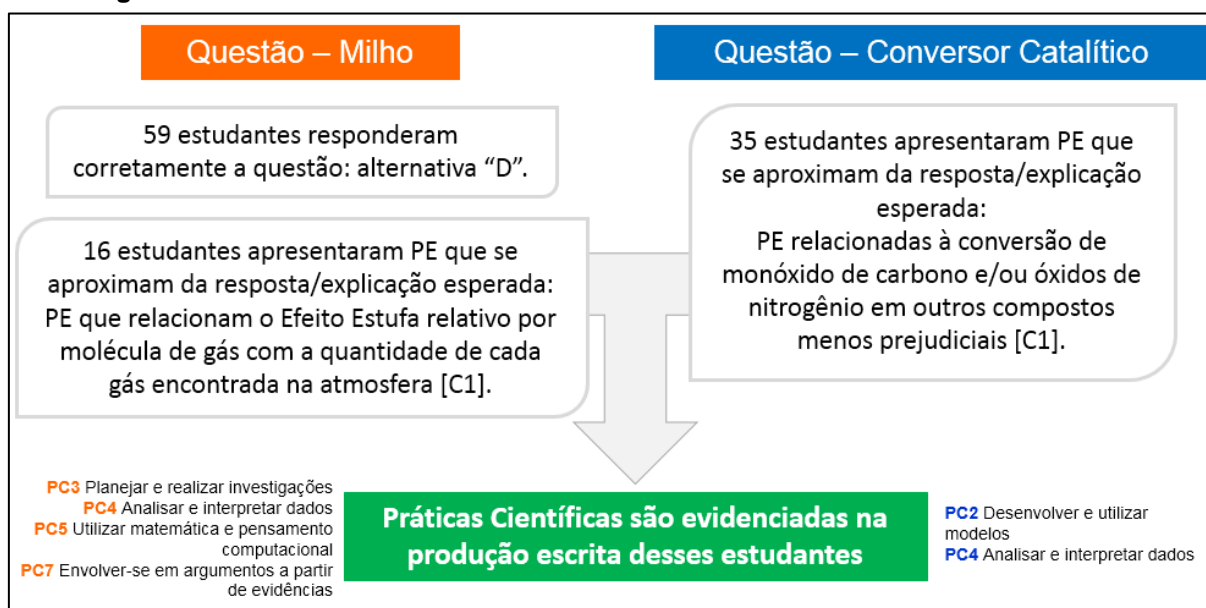 Questão – Milho
Questão – Conversor Catalítico
59 estudantes responderam
corretamente a questão: alternativa “D”.
16 estudantes apresentaram PE que se
aproximam da resposta/explicação esperada:
PE que relacionam o Efeito Estufa relativo por
molécula de gás com a quantidade de cada
gás encontrada na atmosfera [C1].
35 estudantes apresentaram PE que
se aproximam da resposta/explicação
esperada:
PE relacionadas à conversão de
monóxido de carbono e/ou óxidos de
nitrogênio em outros compostos
menos prejudiciais [C1].
PC3 Planejar e realizar investigações
PC4 Analisar e interpretar dados
PC5 Utilizar matemática e pensamento
computacional
PC7 Envolver-se em argumentos a partir
de evidências
Práticas Científicas são evidenciadas na
produção escrita desses estudantes
PC2 Desenvolver e utilizar
modelos
PC4 Analisar e interpretar dados